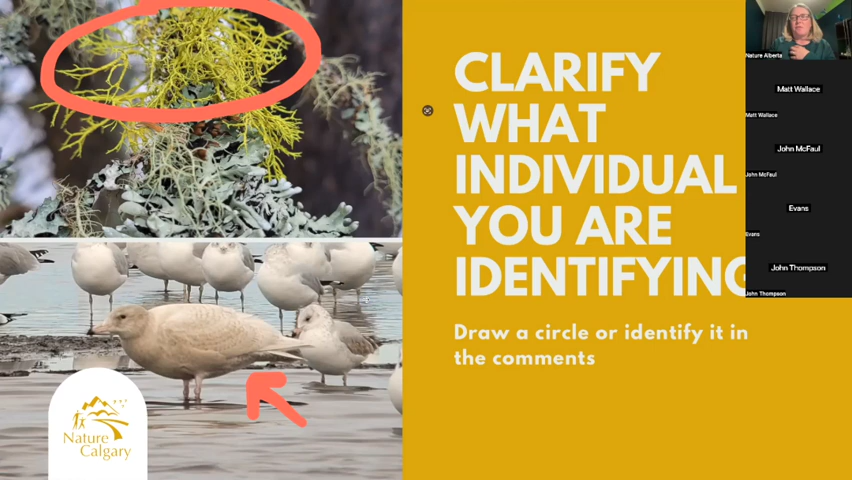 CLARIFY
WHAT
INDIVIDUAL
YOU ARE
IDENTIFYING
Draw a circle or identify it in
the comments
Nature
Calgary
Nature Alberta
Matt Wallace
Matt Wallace
John McFaul
John McFaul
Evans
Evans
John Thompson
John Thompson